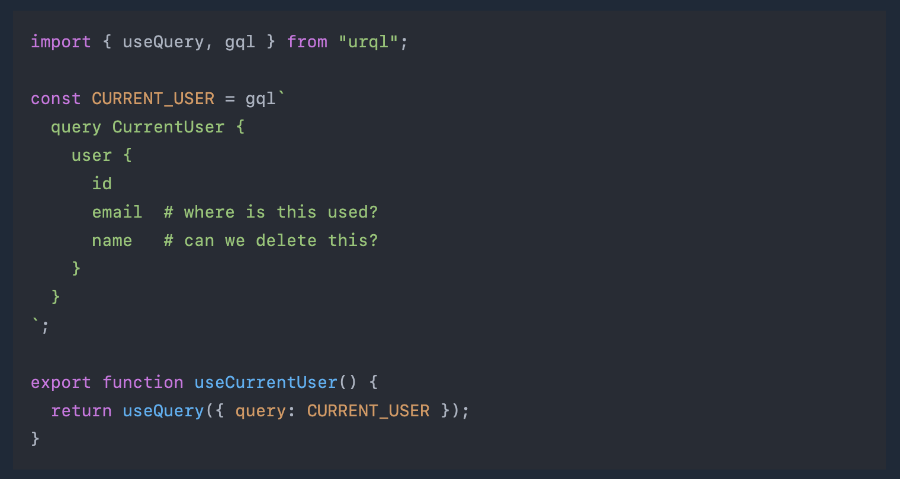 import { useQuery, gql } from "urql";

const CURRENT_USER = gql`
  query CurrentUser {
    user {
      id
      email  # where is this used?
      name   # can we delete this?
    }
  }
`;

export function useCurrentUser() {
  return useQuery({ query: CURRENT_USER });
}